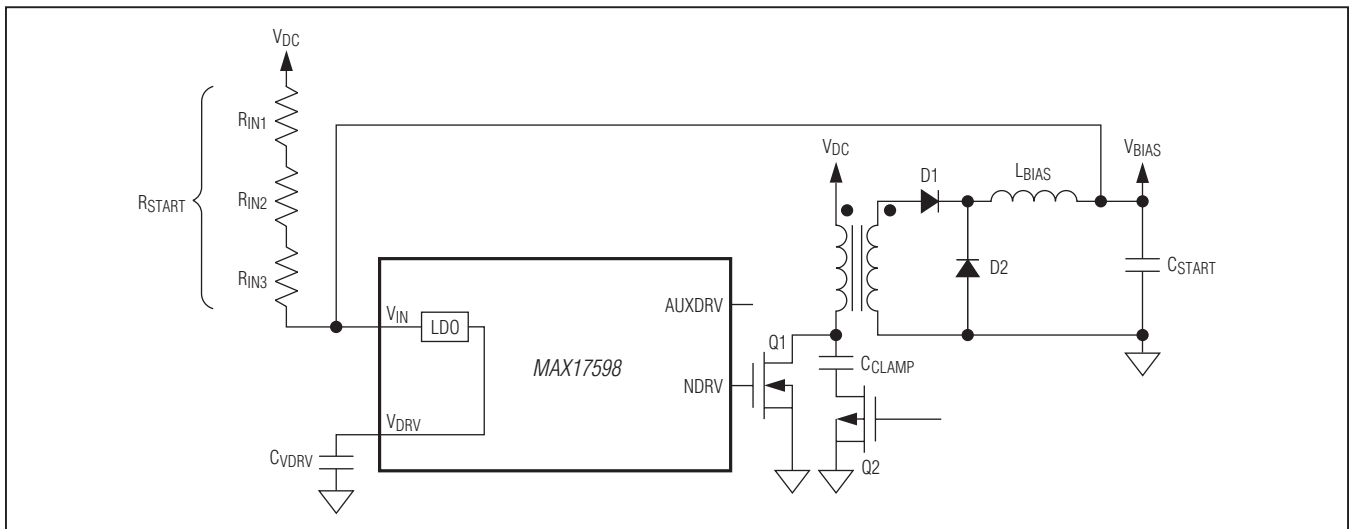 VDC
RIN1
RSTART
RIN2
RIN3
VDC
D1
LBIAS
VBIAS
D2
CSTART
VIN
LDO
AUXDRV
MAX17598
Q1
CCLAMP
NDRV
VDRV
CVDRV
Q2